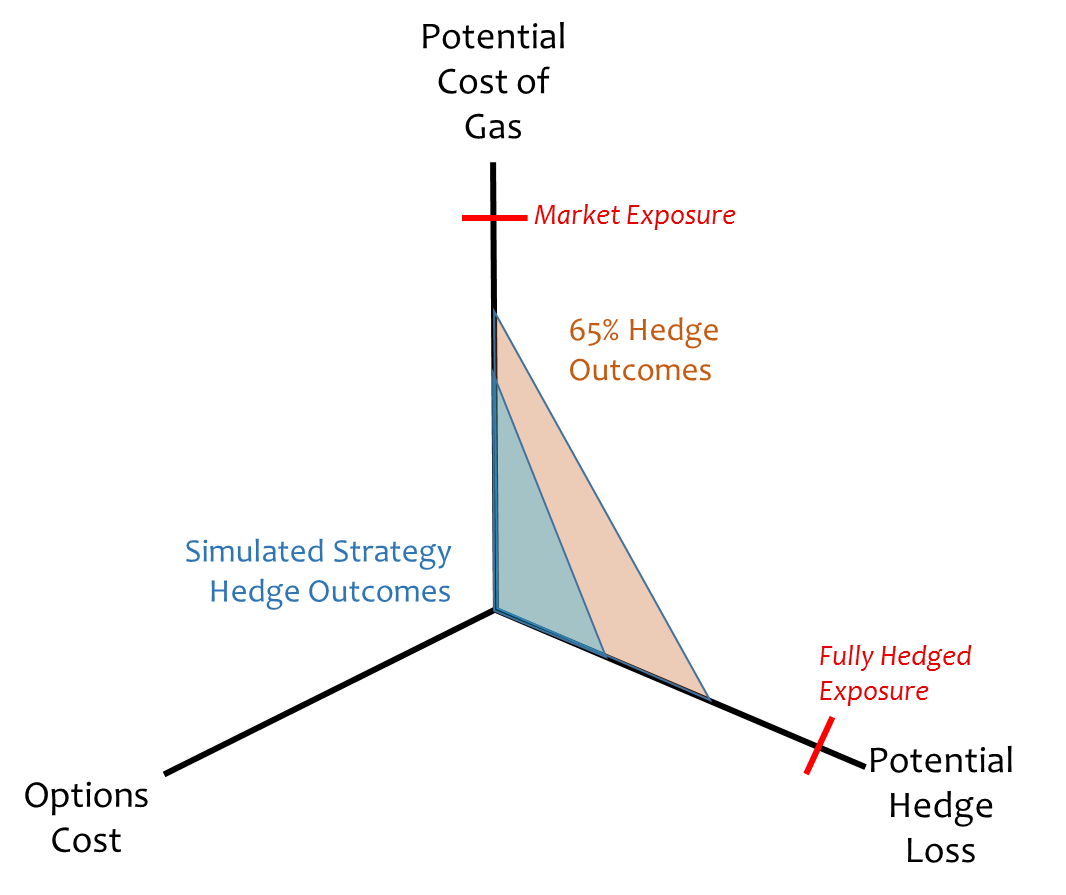 Potential
Cost of
Gas
Market Exposure
65% Hedge
Outcomes
Simulated Strategy
Hedge Outcomes
Fully Hedged
Exposure
Potential
Hedge
Loss
Options
Cost